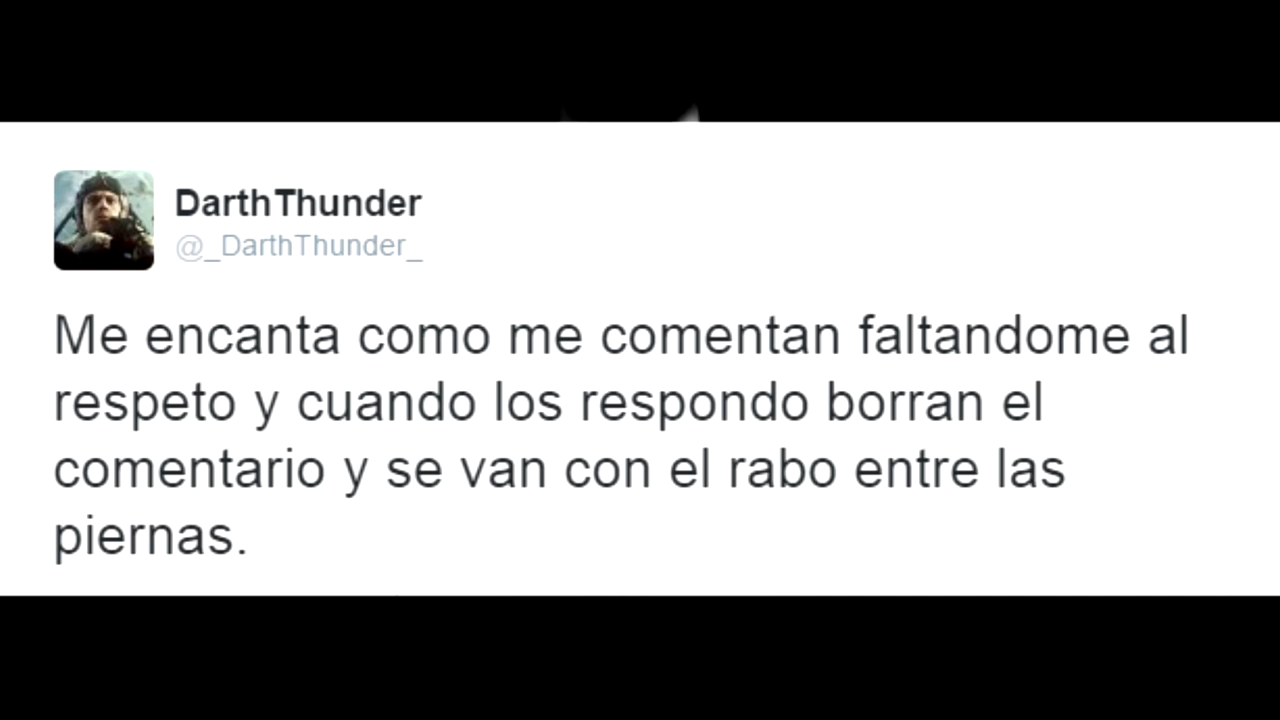 DarthThunder
@_DarthThunder_
Me encanta como me comentan faltandome al
respeto y cuando los respondo borran el
comentario y se van con el rabo entre las
piernas.